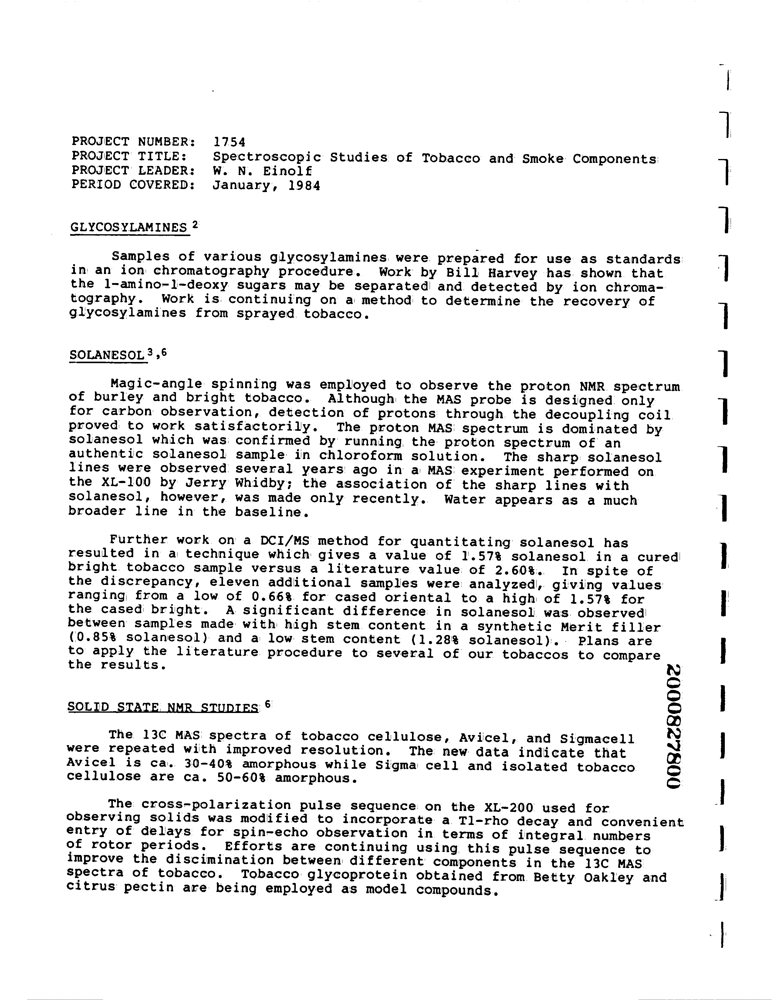 PROJECT NUMBER: 1754
PROJECT TITLE: Spectroscopic Studies of Tobacco and Smoke Components
PROJECT LEADER: W. N. Einolf
PERIOD COVERED: January, 1984
GLYCOSYLAMINES 2
Samples of various glycosylamines were prepared for use as standards
in an ion chromatography procedure. Work by Bill Harvey has shown that
the 1-amino-1-deoxy sugars may be separated and detected by ion chroma-
tography. Work is continuing on a method to determine the recovery of
glycosylamines from sprayed tobacco.
SOLANESOL 3,6
Magic-angle spinning was employed to observe the proton NMR spectrum
of burley and bright tobacco. Although the MAS probe is designed only
for carbon observation, detection of protons through the decoupling coil
proved to work satisfactorily. The proton MAS spectrum is dominated by
solanesol which was confirmed by running the proton spectrum of an
authentic solanesol sample in chloroform solution. The sharp solanesol
lines were observed several years ago in a MAS experiment performed on
the XL-100 by Jerry Whidby; the association of the sharp lines with
solanesol, however, was made only recently. Water appears as a much
broader line in the baseline.
Further work on a DCI/MS method for quantitating solanesol has
resulted in a technique which gives a value of 1.57% solanesol in a cured
bright tobacco sample versus a literature value of 2.60%. In spite of
the discrepancy, eleven additional samples were analyzed, giving values
ranging from a low of 0.66% for cased oriental to a high of 1.57% for
the cased bright. A significant difference in solanesol was observed
between samples made with high stem content in a synthetic Merit filler
(0.85% solanesol) and a low stem content (1.28% solanesol). Plans are
to apply the literature procedure to several of our tobaccos to compare
the results.
SOLID STATE NMR STUDIES 6
The 13C MAS spectra of tobacco cellulose, Avicel, and Sigmacell
were repeated with improved resolution. The new data indicate that
Avicel is ca. 30-40% amorphous while Sigma cell and isolated tobacco
cellulose are ca. 50-60% amorphous.
The cross-polarization pulse sequence on the XL-200 used for
observing solids was modified to incorporate a T1-rho decay and convenient
entry of delays for spin-echo observation in terms of integral numbers
of rotor periods. Efforts are continuing using this pulse sequence to
improve the discimination between different components in the 13C MAS
spectra of tobacco. Tobacco glycoprotein obtained from Betty Oakley and
citrus pectin are being employed as model compounds.
2000827800